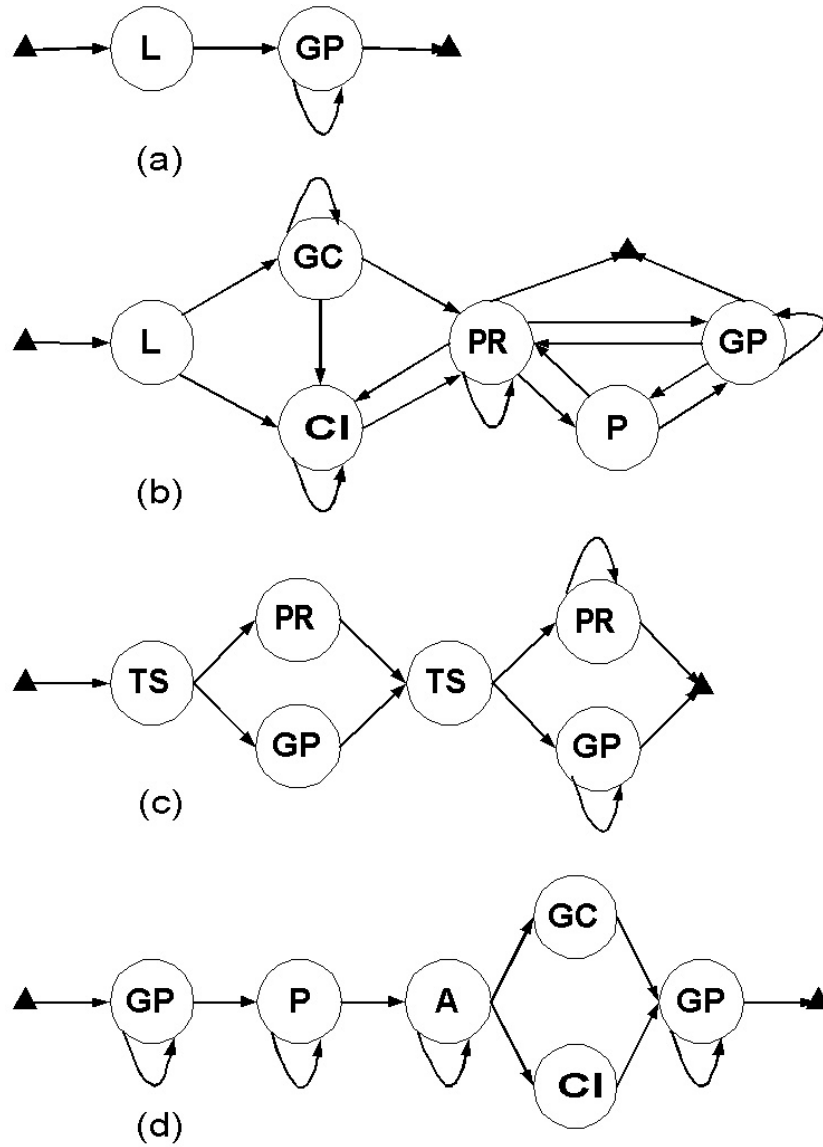 L GP
(a)
GC
L PR GP
CI P
(b)
PR PR
TS TS
GP GP
(c)
GC
GP P A GP
CI
(d)